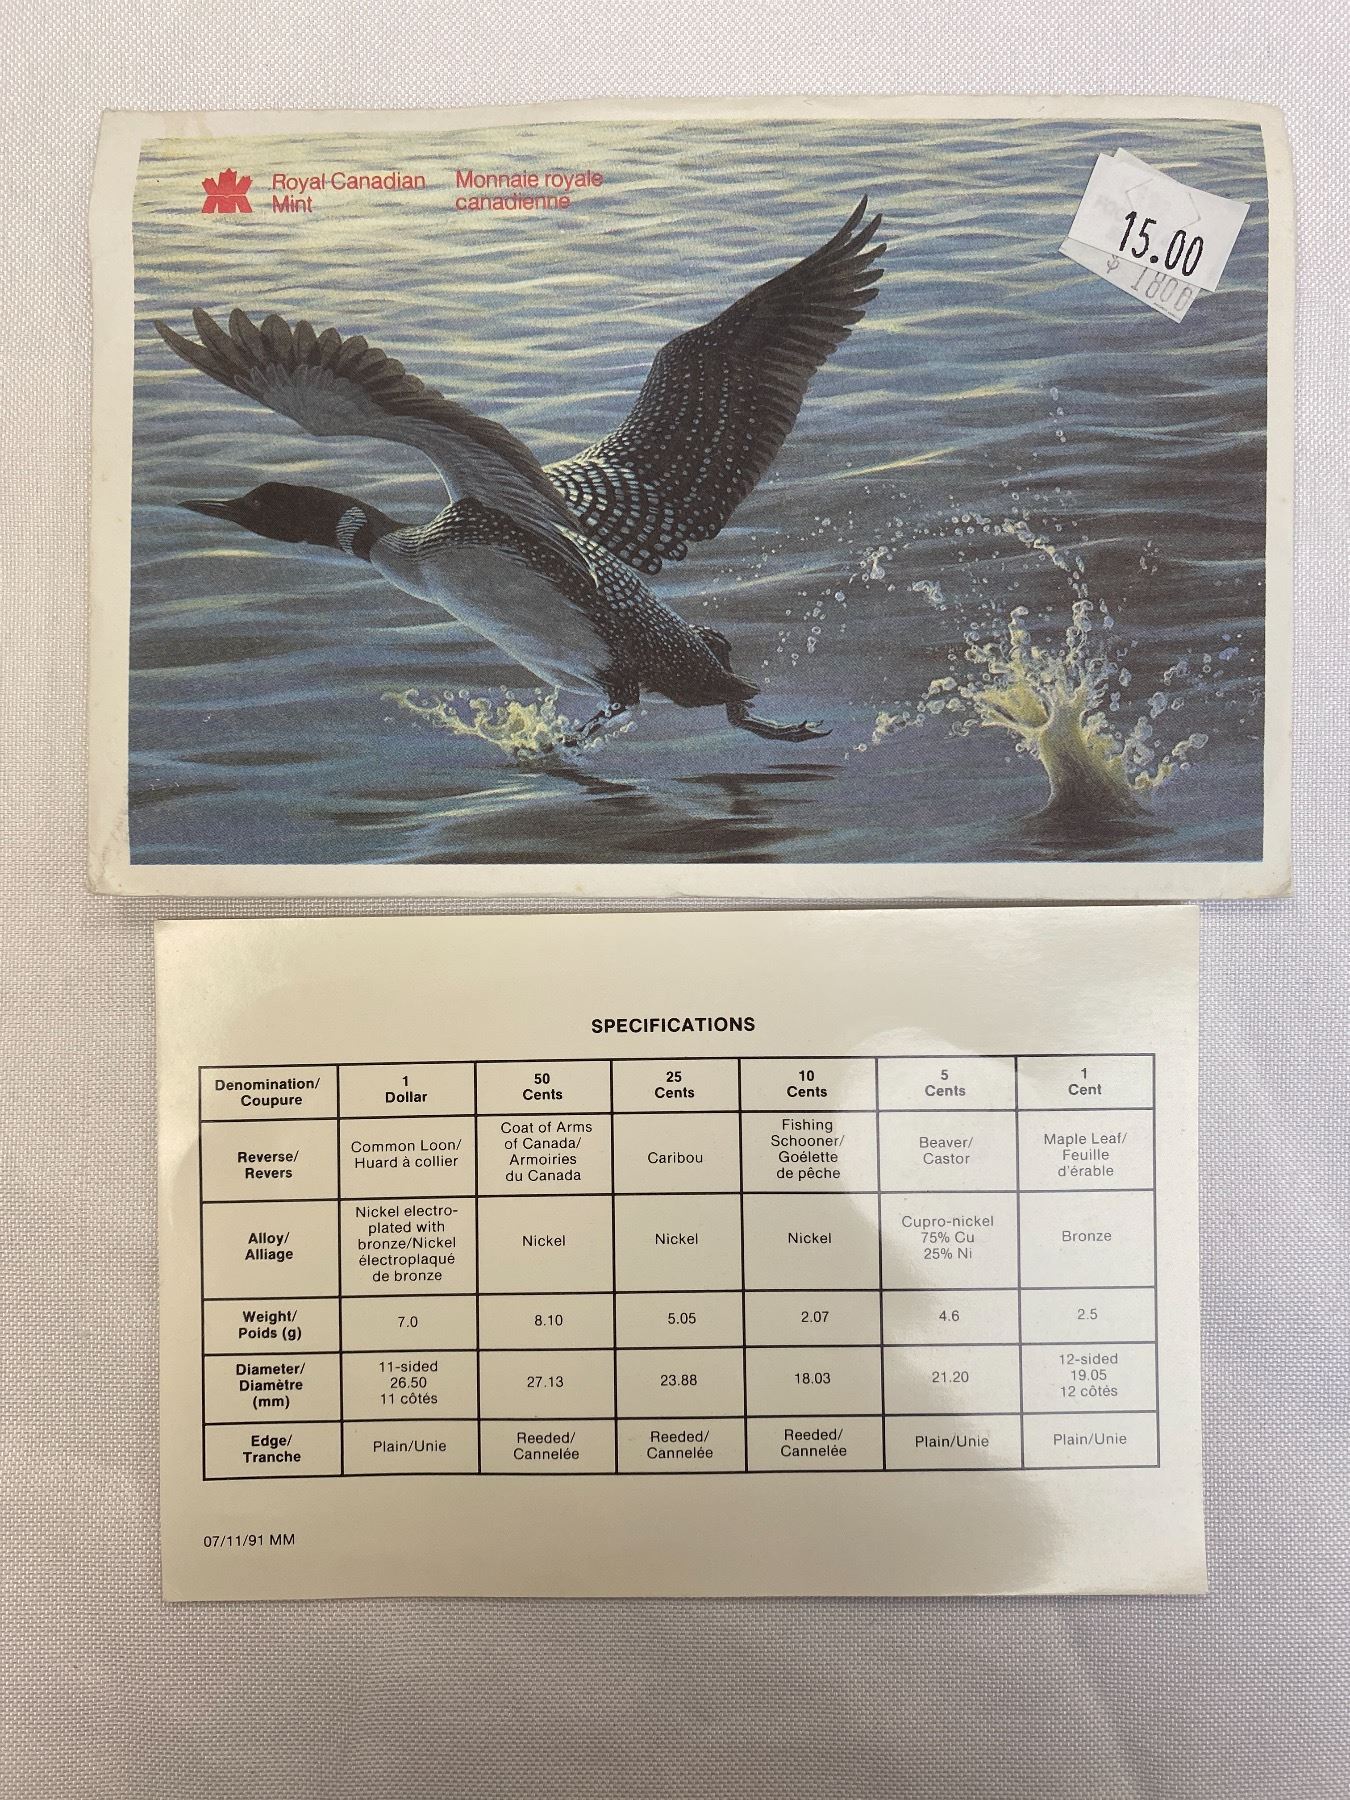 Royal Canadian Mint
Monnaie royale canadienne
15.00
$ 1800
SPECIFICATIONS
Denomination/ Coupure
1 Dollar
50 Cents
25 Cents
10 Cents
5 Cents
1 Cent
Reverse/ Revers
Common Loon/ Huard à collier
Coat of Arms of Canada/ Armoiries du Canada
Caribou
Fishing Schooner/ Goélette de pêche
Beaver/ Castor
Maple Leaf/ Feuille d'érable
Alloy/ Alliage
Nickel electro-plated with bronze/Nickel électroplaqué de bronze
Nickel
Nickel
Nickel
Cupro-nickel 75% Cu 25% Ni
Bronze
Weight/ Poids (g)
7.0
8.10
5.05
2.07
4.6
2.5
Diameter/ Diamètre (mm)
11-sided 26.50 11 côtés
27.13
23.88
18.03
21.20
12-sided 19.05 12 côtés
Edge/ Tranche
Plain/Unie
Reeded/ Cannelée
Reeded/ Cannelée
Reeded/ Cannelée
Plain/Unie
Plain/Unie
07/11/91 MM